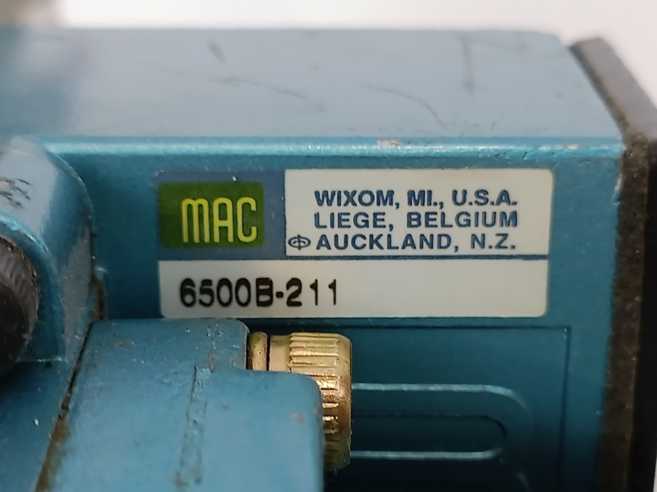 MAC
WIXOM, MI., U.S.A.
LIEGE, BELGIUM
AUCKLAND, N.Z.
6500B-211